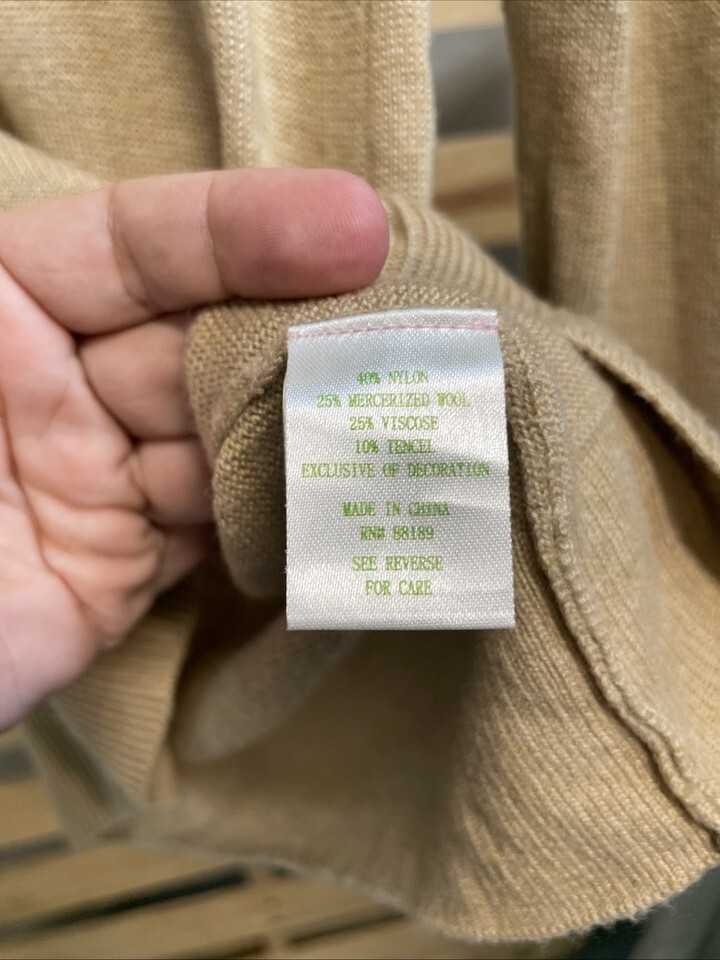 40% NYLON
25% MERCERIZED WOOL
25% VISCOSE
10% TENCEL
EXCLUSIVE OF DECORATION
MADE IN CHINA
RN# 88189
SEE REVERSE
FOR CARE